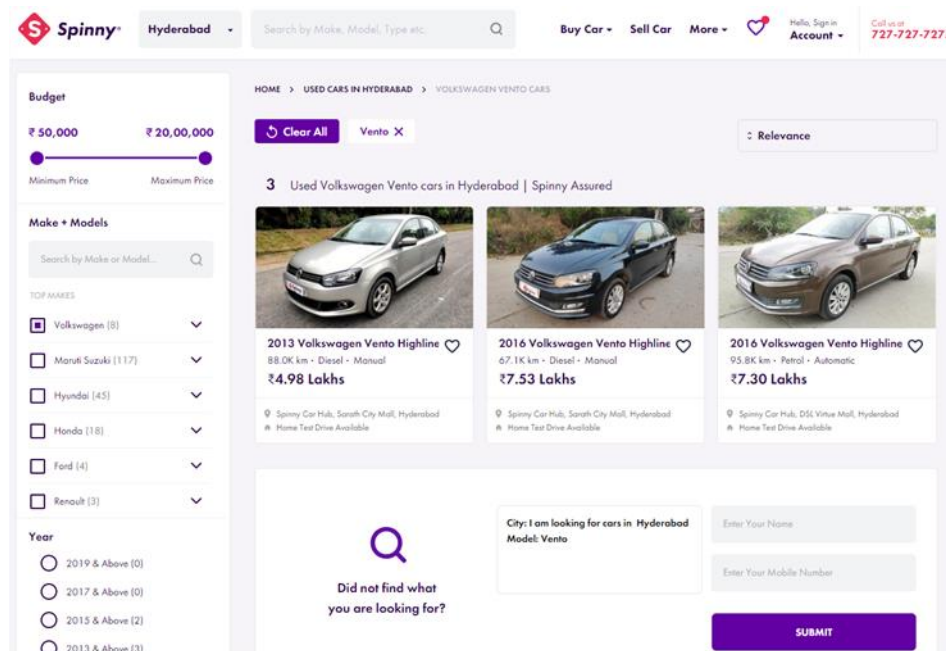 Spinny
Hyderabad
Search by Make, Model, Type etc.
Buy Car
Sell Car
More
Hello, Sign in
Account
Call us at
727-727-727
Budget
₹ 50,000
₹ 20,00,000
Minimum Price
Maximum Price
Make + Models
Search by Make or Model...
TOP MAKES
Volkswagen (8)
Maruti Suzuki (117)
Hyundai (45)
Honda (18)
Ford (4)
Renault (3)
Year
2019 & Above (0)
2017 & Above (0)
2015 & Above (2)
2013 & Above (3)
HOME > USED CARS IN HYDERABAD > VOLKSWAGEN VENTO CARS
Clear All
Vento X
Relevance
3 Used Volkswagen Vento cars in Hyderabad | Spinny Assured
2013 Volkswagen Vento Highline
88.0K km · Diesel · Manual
₹4.98 Lakhs
Spinny Car Hub, Sarath City Mall, Hyderabad
Home Test Drive Available
2016 Volkswagen Vento Highline
67.1K km · Diesel · Manual
₹7.53 Lakhs
Spinny Car Hub, Sarath City Mall, Hyderabad
Home Test Drive Available
2016 Volkswagen Vento Highline
95.8K km · Petrol · Automatic
₹7.30 Lakhs
Spinny Car Hub, DSL Virtue Mall, Hyderabad
Home Test Drive Available
Did not find what
you are looking for?
City: I am looking for cars in Hyderabad
Model: Vento
Enter Your Name
Enter Your Mobile Number
SUBMIT